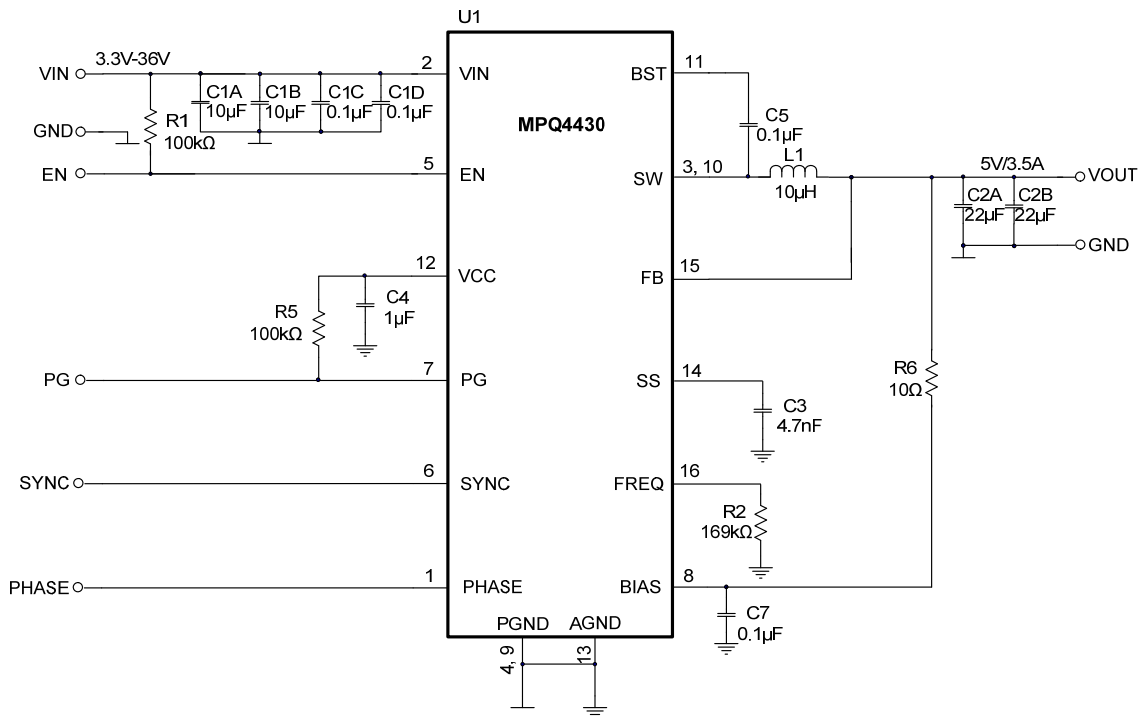 U1
MPQ4430
VIN
3.3V-36V
2
VIN
C1A
10µF
C1B
10µF
C1C
0.1µF
C1D
0.1µF
GND
R1
100kΩ
EN
5
EN
12
VCC
R5
100kΩ
C4
1µF
PG
7
PG
SYNC
6
SYNC
PHASE
1
PHASE
PGND
AGND
4, 9
13
BST
11
C5
0.1µF
SW
3, 10
L1
10µH
5V/3.5A
VOUT
C2A
22µF
C2B
22µF
GND
FB
15
SS
14
C3
4.7nF
R6
10Ω
FREQ
16
R2
169kΩ
BIAS
8
C7
0.1µF